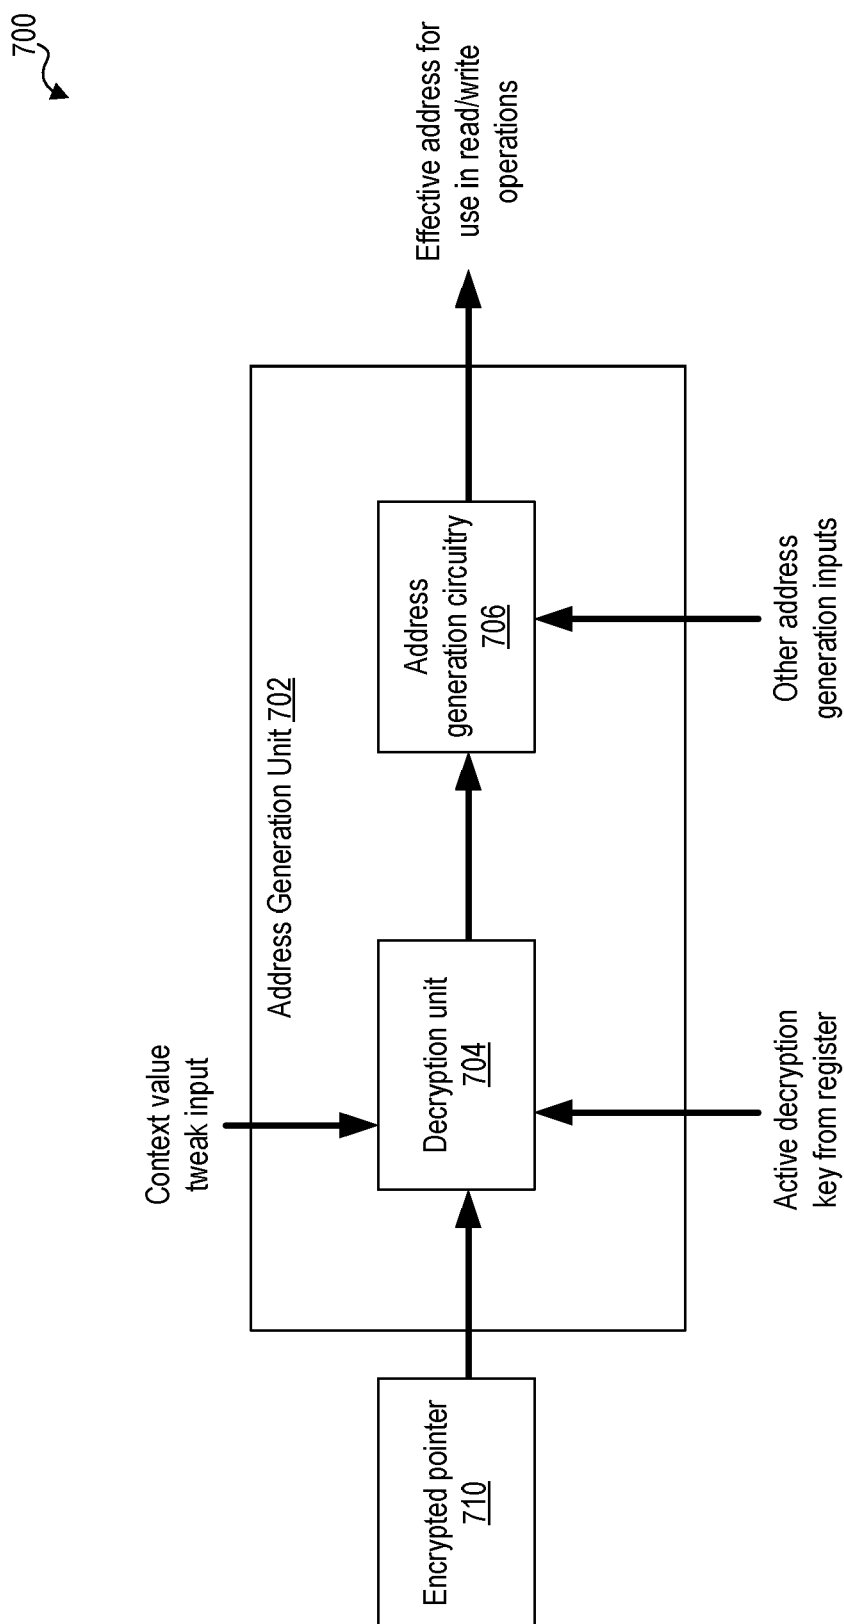 700
Context value
tweak input
Address Generation Unit 702
Encrypted pointer
710
Decryption unit
704
Address
generation circuitry
706
Effective address for
use in read/write
operations
Active decryption
key from register
Other address
generation inputs